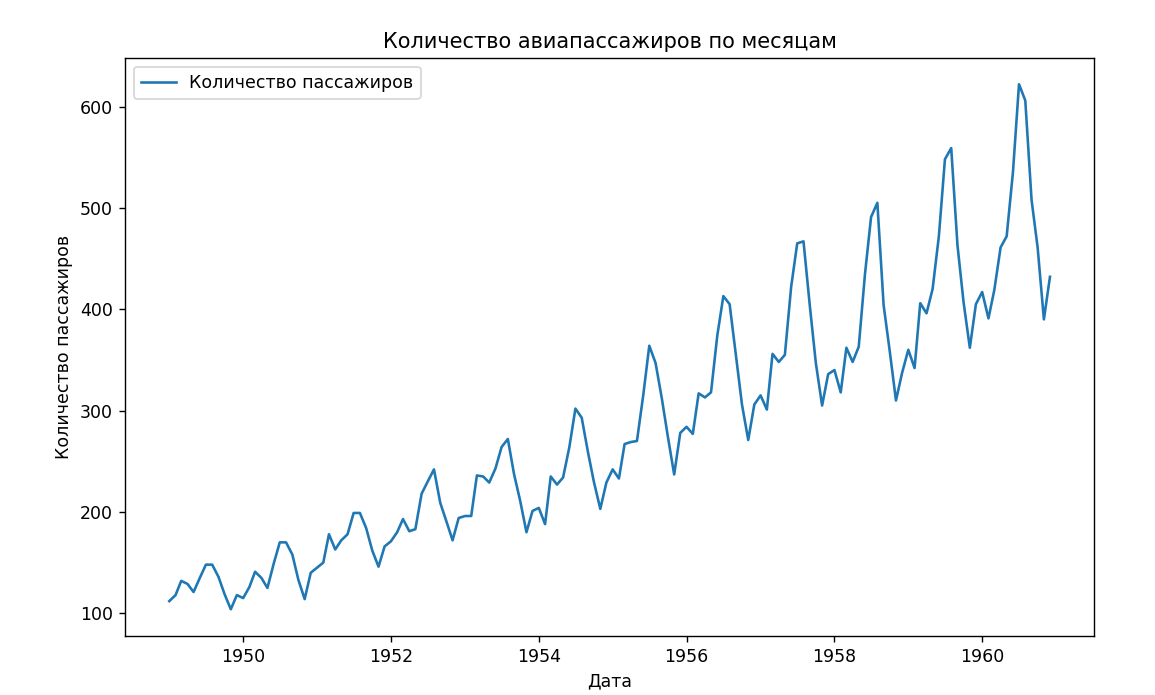 Количество авиапассажиров по месяцам
Количество пассажиров
600
500
400
300
200
100
Количество пассажиров
1950 1952 1954 1956 1958 1960
Дата